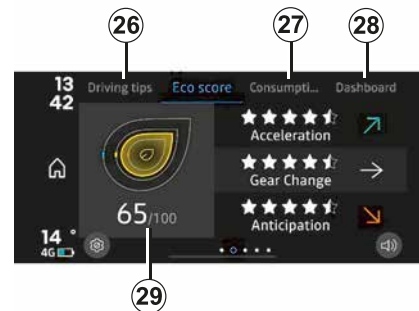 26
27
28
13
42
Driving tips
Eco score
Consumpti...
Dashboard
Acceleration
Gear Change
65/100
Anticipation
14 °
4G
29